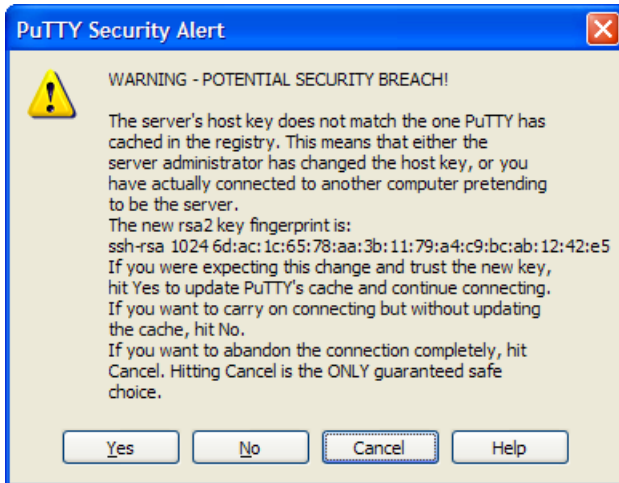 PuTTY Security Alert
WARNING - POTENTIAL SECURITY BREACH!
The server's host key does not match the one PuTTY has
cached in the registry. This means that either the
server administrator has changed the host key, or you
have actually connected to another computer pretending
to be the server.
The new rsa2 key fingerprint is:
ssh-rsa 1024 6d:ac:1c:65:78:aa:3b:11:79:a4:c9:bc:ab:12:42:e5
If you were expecting this change and trust the new key,
hit Yes to update PuTTY's cache and continue connecting.
If you want to carry on connecting but without updating
the cache, hit No.
If you want to abandon the connection completely, hit
Cancel. Hitting Cancel is the ONLY guaranteed safe
choice.
Yes No Cancel Help